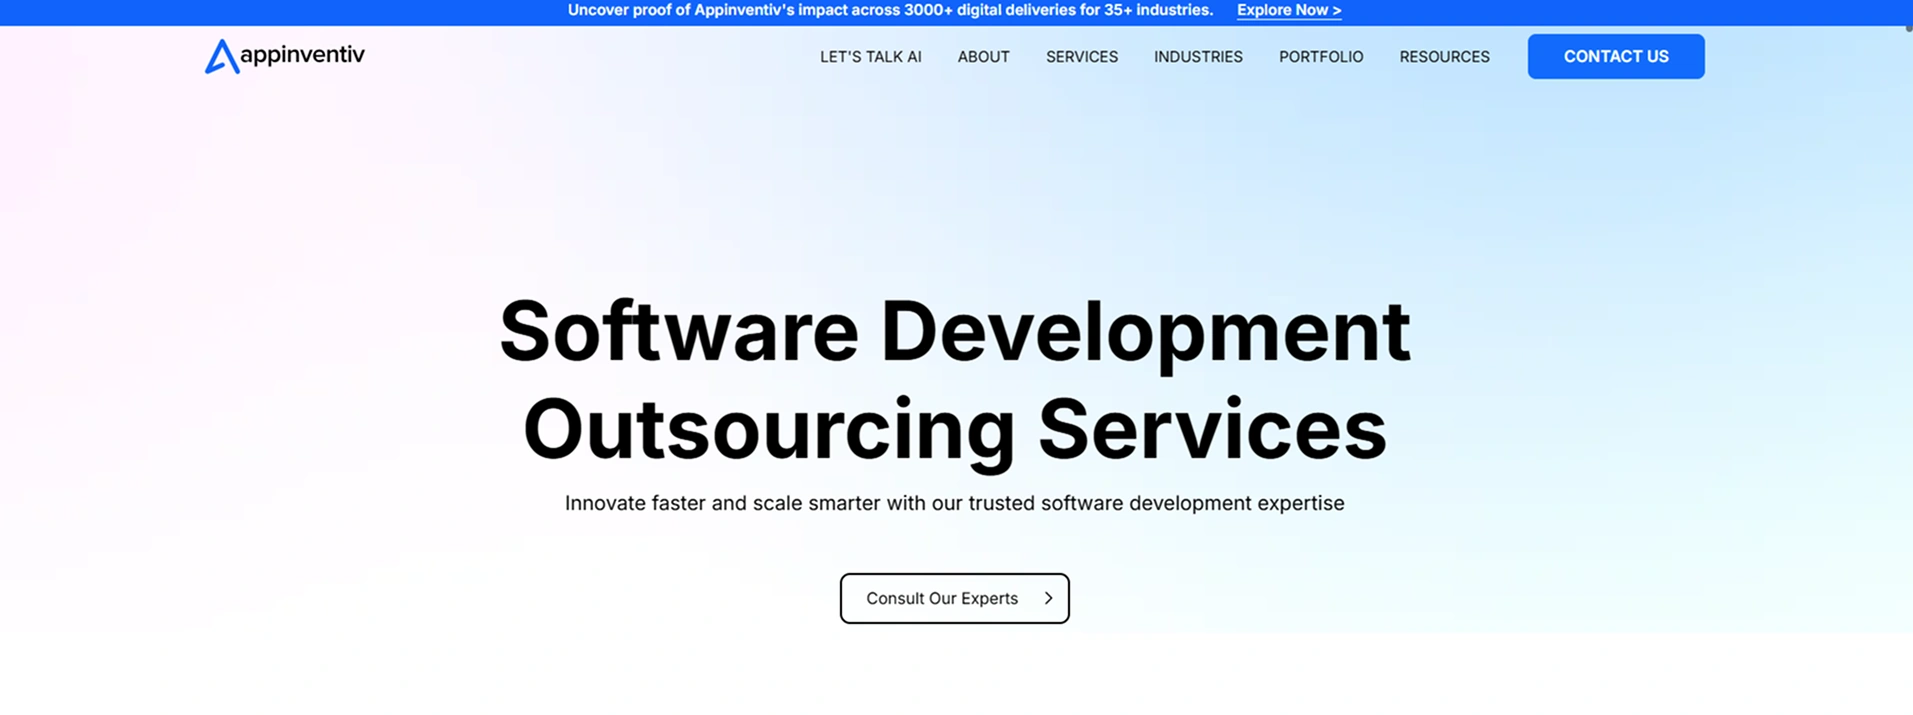 Uncover proof of Appinventiv's impact across 3000+ digital deliveries for 35+ industries. Explore Now >
appinventiv LET'S TALK AI ABOUT SERVICES INDUSTRIES PORTFOLIO RESOURCES CONTACT US
Software Development
Outsourcing Services
Innovate faster and scale smarter with our trusted software development expertise
Consult Our Experts >